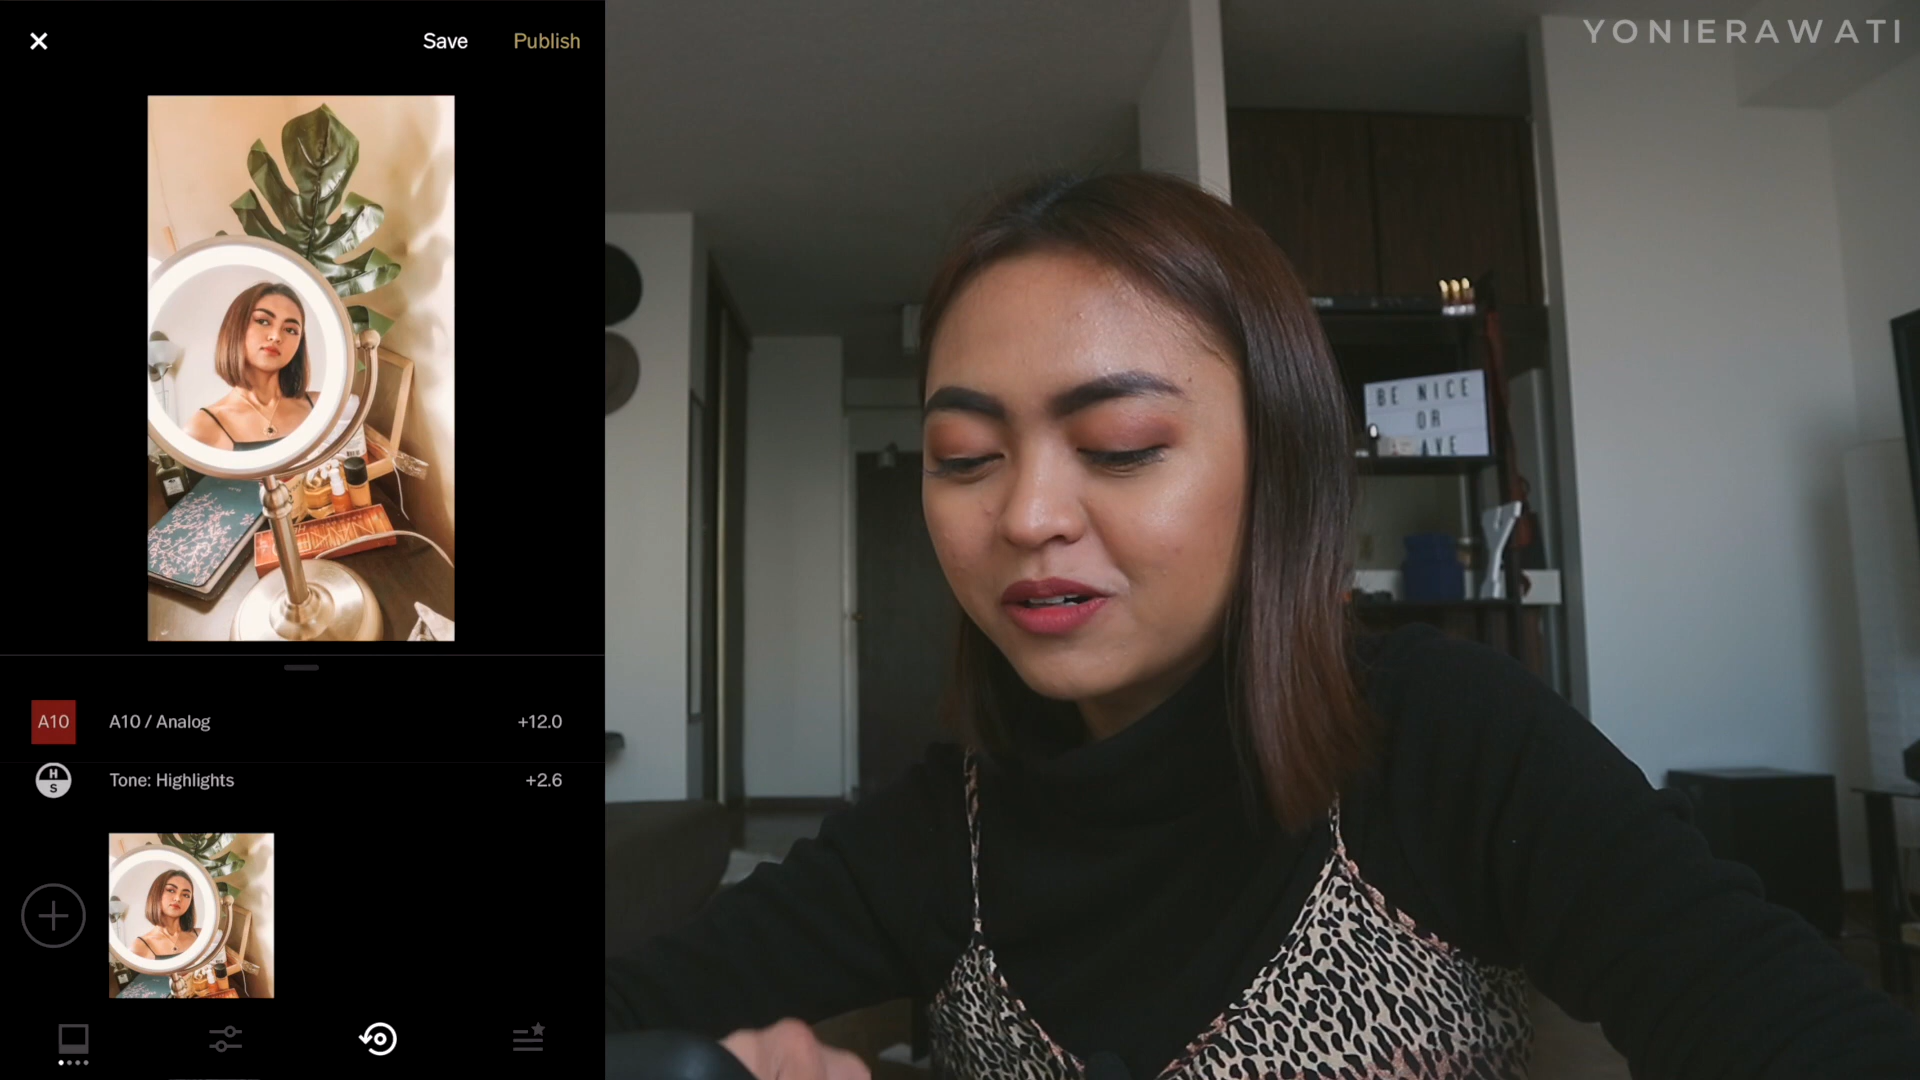 Save Publish
A10 A10 / Analog +12.0
H
S
Tone: Highlights +2.6
YONIERAWATI
BE NICE
OR